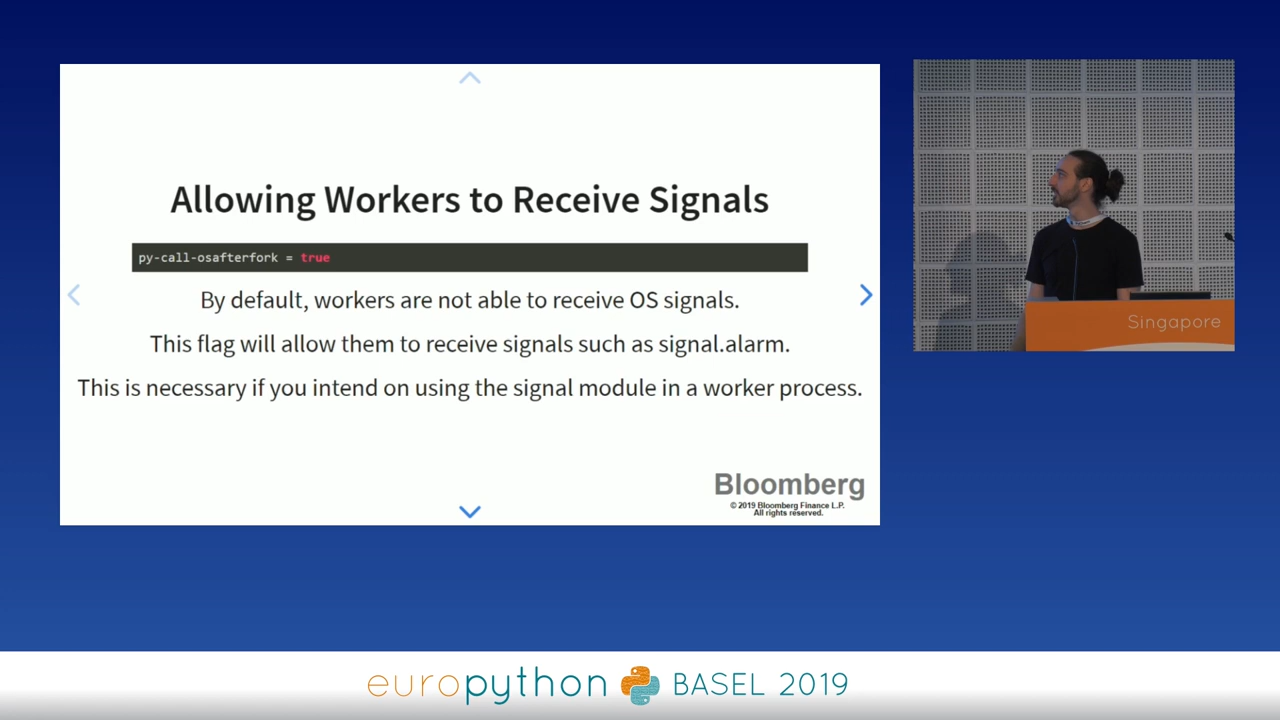 Allowing Workers to Receive Signals
py-call-osafterfork = true
By default, workers are not able to receive OS signals.
This flag will allow them to receive signals such as signal.alarm.
This is necessary if you intend on using the signal module in a worker process.
Bloomberg
© 2019 Bloomberg Finance L.P.
All rights reserved.
Singapore
europython BASEL 2019